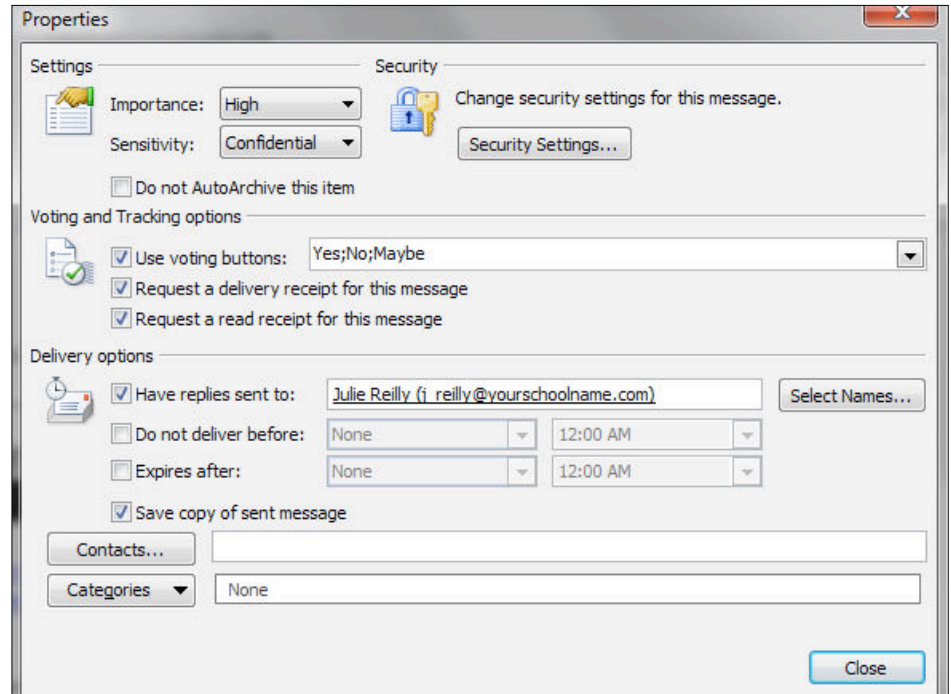 Properties
Settings
Security
Importance: High
Change security settings for this message.
Sensitivity: Confidential
Security Settings...
Do not AutoArchive this item
Voting and Tracking options
Use voting buttons: Yes;No;Maybe
Request a delivery receipt for this message
Request a read receipt for this message
Delivery options
Have replies sent to: Julie Reilly (j_reilly@yourschoolname.com) Select Names...
Do not deliver before: None 12:00 AM
Expires after: None 12:00 AM
Save copy of sent message
Contacts...
Categories None
Close